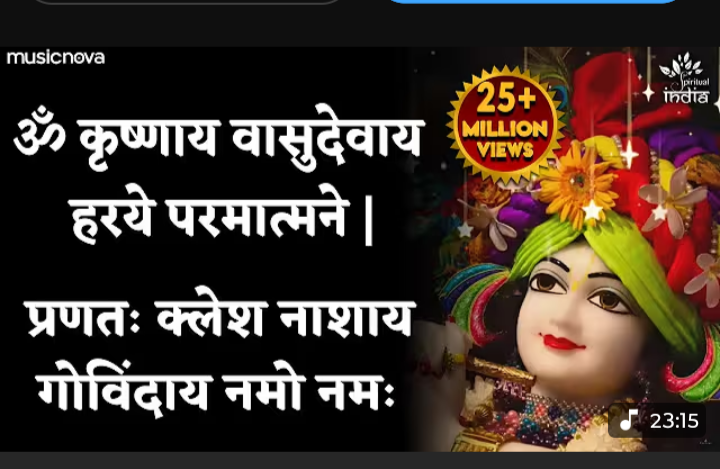 musicnova
ॐ कृष्णाय वासुदेवाय
हरये परमात्मने |
प्रणतः क्लेश नाशाय
गोविंदाय नमो नमः
25+
MILLION
VIEWS
Spiritual
india
23:15